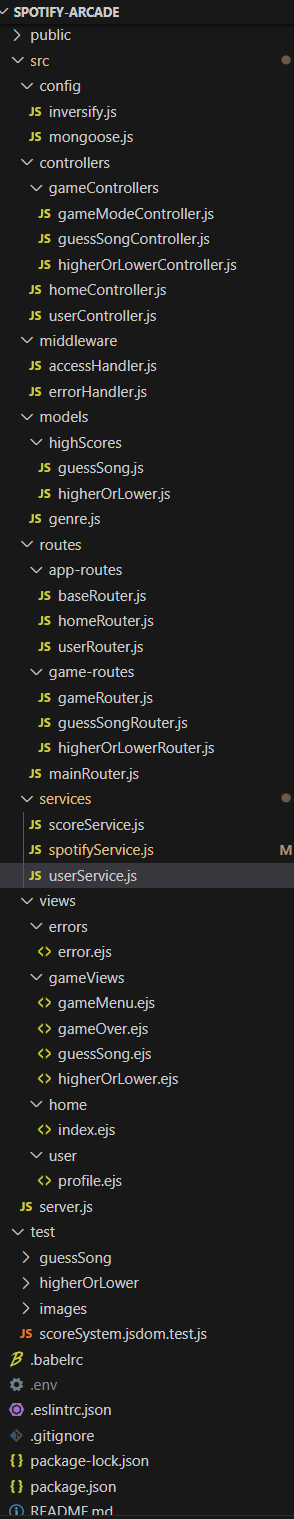 SPOTIFY-ARCADE
public
src
config
JS inversify.js
JS mongoose.js
controllers
gameControllers
JS gameModeController.js
JS guessSongController.js
JS higherOrLowerController.js
JS homeController.js
JS userController.js
middleware
JS accessHandler.js
JS errorHandler.js
models
highScores
JS guessSong.js
JS higherOrLower.js
JS genre.js
routes
app-routes
JS baseRouter.js
JS homeRouter.js
JS userRouter.js
game-routes
JS gameRouter.js
JS guessSongRouter.js
JS higherOrLowerRouter.js
JS mainRouter.js
services
JS scoreService.js
JS spotifyService.js M
JS userService.js
views
errors
<> error.ejs
gameViews
<> gameMenu.ejs
<> gameOver.ejs
<> guessSong.ejs
<> higherOrLower.ejs
home
<> index.ejs
user
<> profile.ejs
JS server.js
test
guessSong
higherOrLower
images
JS scoreSystem.jsdom.test.js
.babelrc
.env
.eslintrc.json
.gitignore
{} package-lock.json
{} package.json
README.md